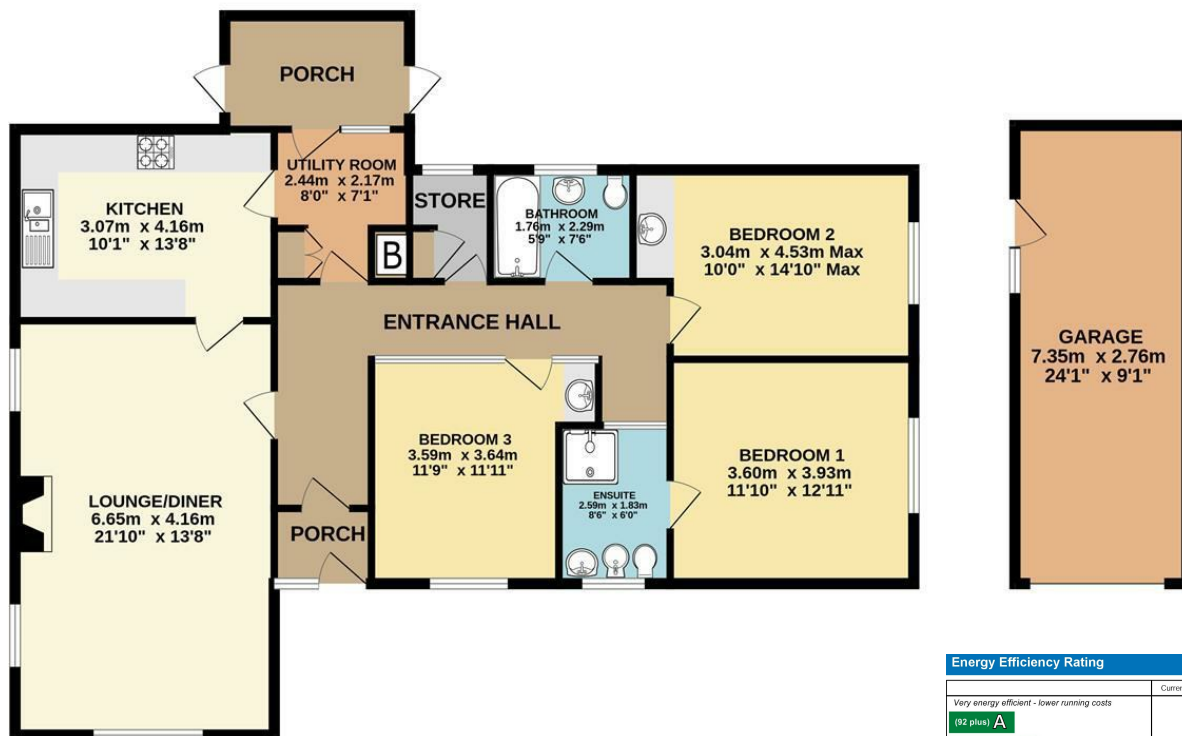 PORCH
UTILITY ROOM
2.44m x 2.17m
8'0" x 7'1"
KITCHEN
3.07m x 4.16m
10'1" x 13'8"
STORE
BATHROOM
1.76m x 2.29m
5'9" x 7'6"
B
BEDROOM 2
3.04m x 4.53m Max
10'0" x 14'10" Max
ENTRANCE HALL
GARAGE
7.35m x 2.76m
24'1" x 9'1"
BEDROOM 3
3.59m x 3.64m
11'9" x 11'11"
BEDROOM 1
3.60m x 3.93m
11'10" x 12'11"
LOUNGE/DINER
6.65m x 4.16m
21'10" x 13'8"
ENSUITE
2.59m x 1.83m
8'6" x 6'0"
PORCH
Energy Efficiency Rating
Curre
Very energy efficient - lower running costs
(92 plus) A